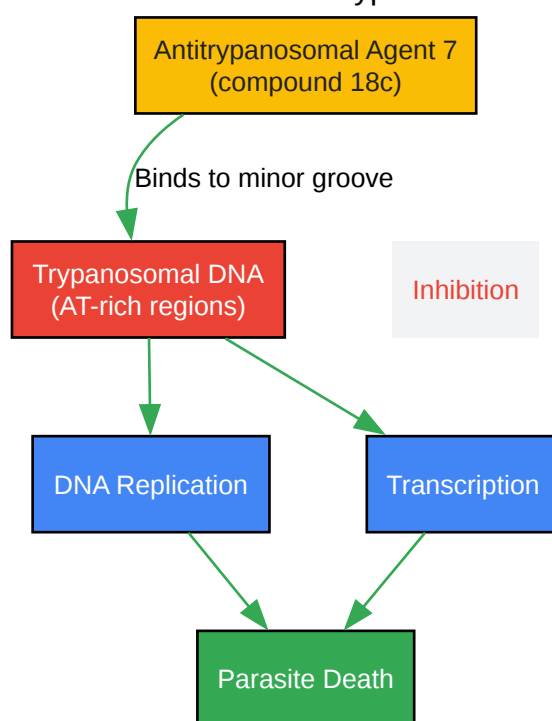 Antitrypanosomal Agent 7
(compound 18c)
Binds to minor groove
Trypanosomal DNA
(AT-rich regions)
Inhibition
DNA Replication
Transcription
Parasite Death